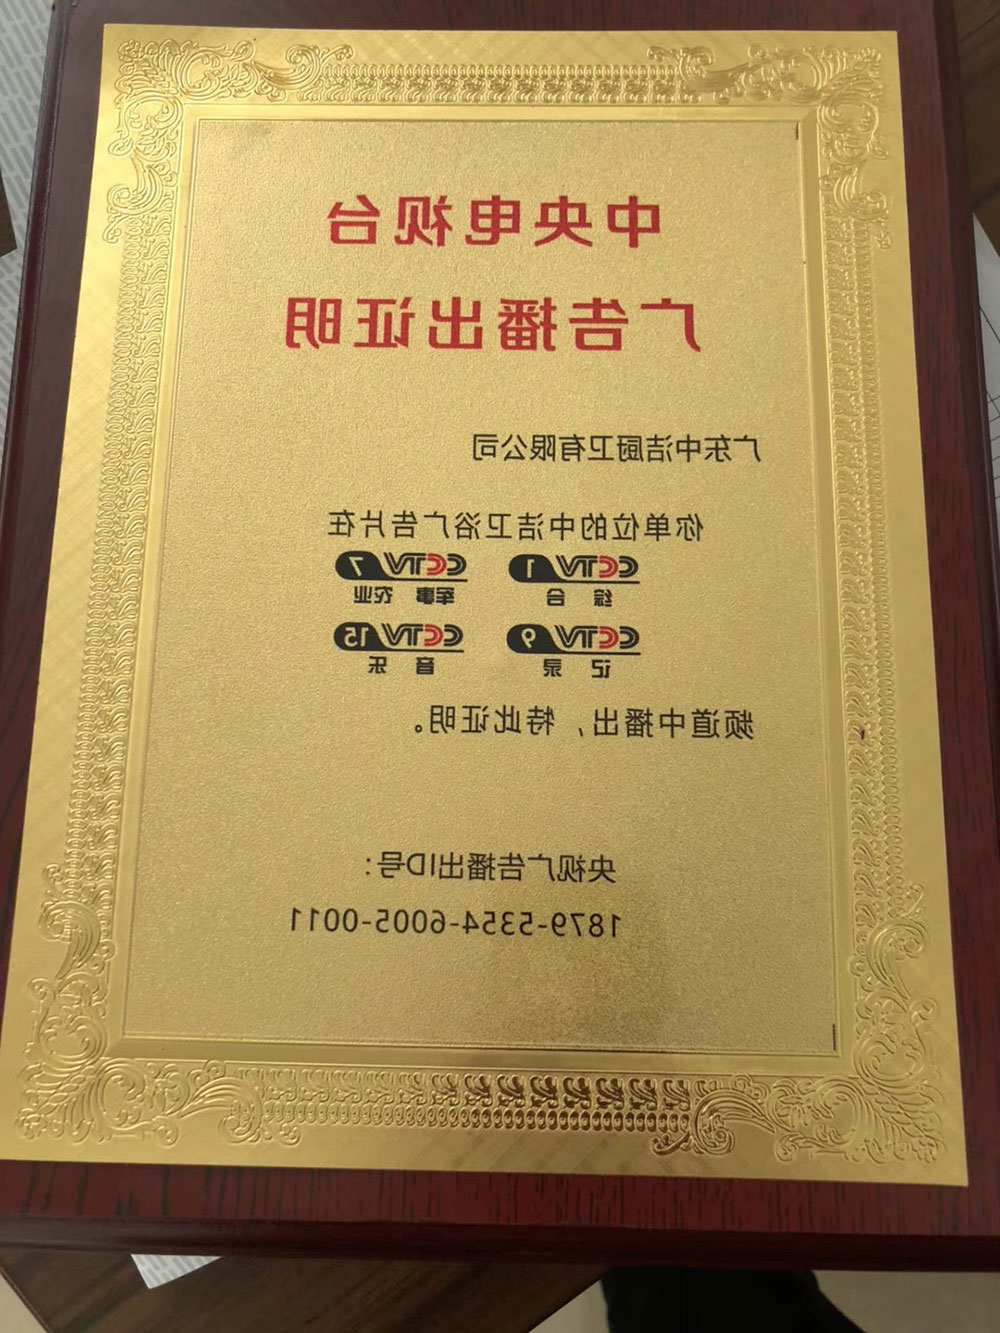 中央电视台
广告播出证明
广东中洁厨卫有限公司
你单位的中洁卫浴广告片在
CCTV 1 CCTV 7
综合 军事 农业
CCTV 9 CCTV 15
记录 音乐
频道中播出，特此证明。
央视广告播出ID号：
1879-5354-6005-0011